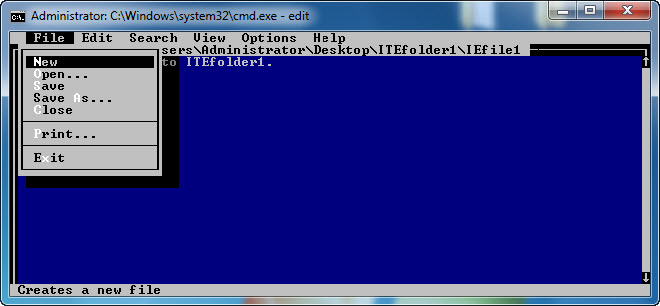 Administrator: C:\Windows\system32\cmd.exe - edit
File Edit Search View Options Help
sers\Administrator\Desktop\ITEfolder1\IEfile1
New
to ITEfolder1.
Open...
Save
Save As...
Close
Print...
Exit
Creates a new file